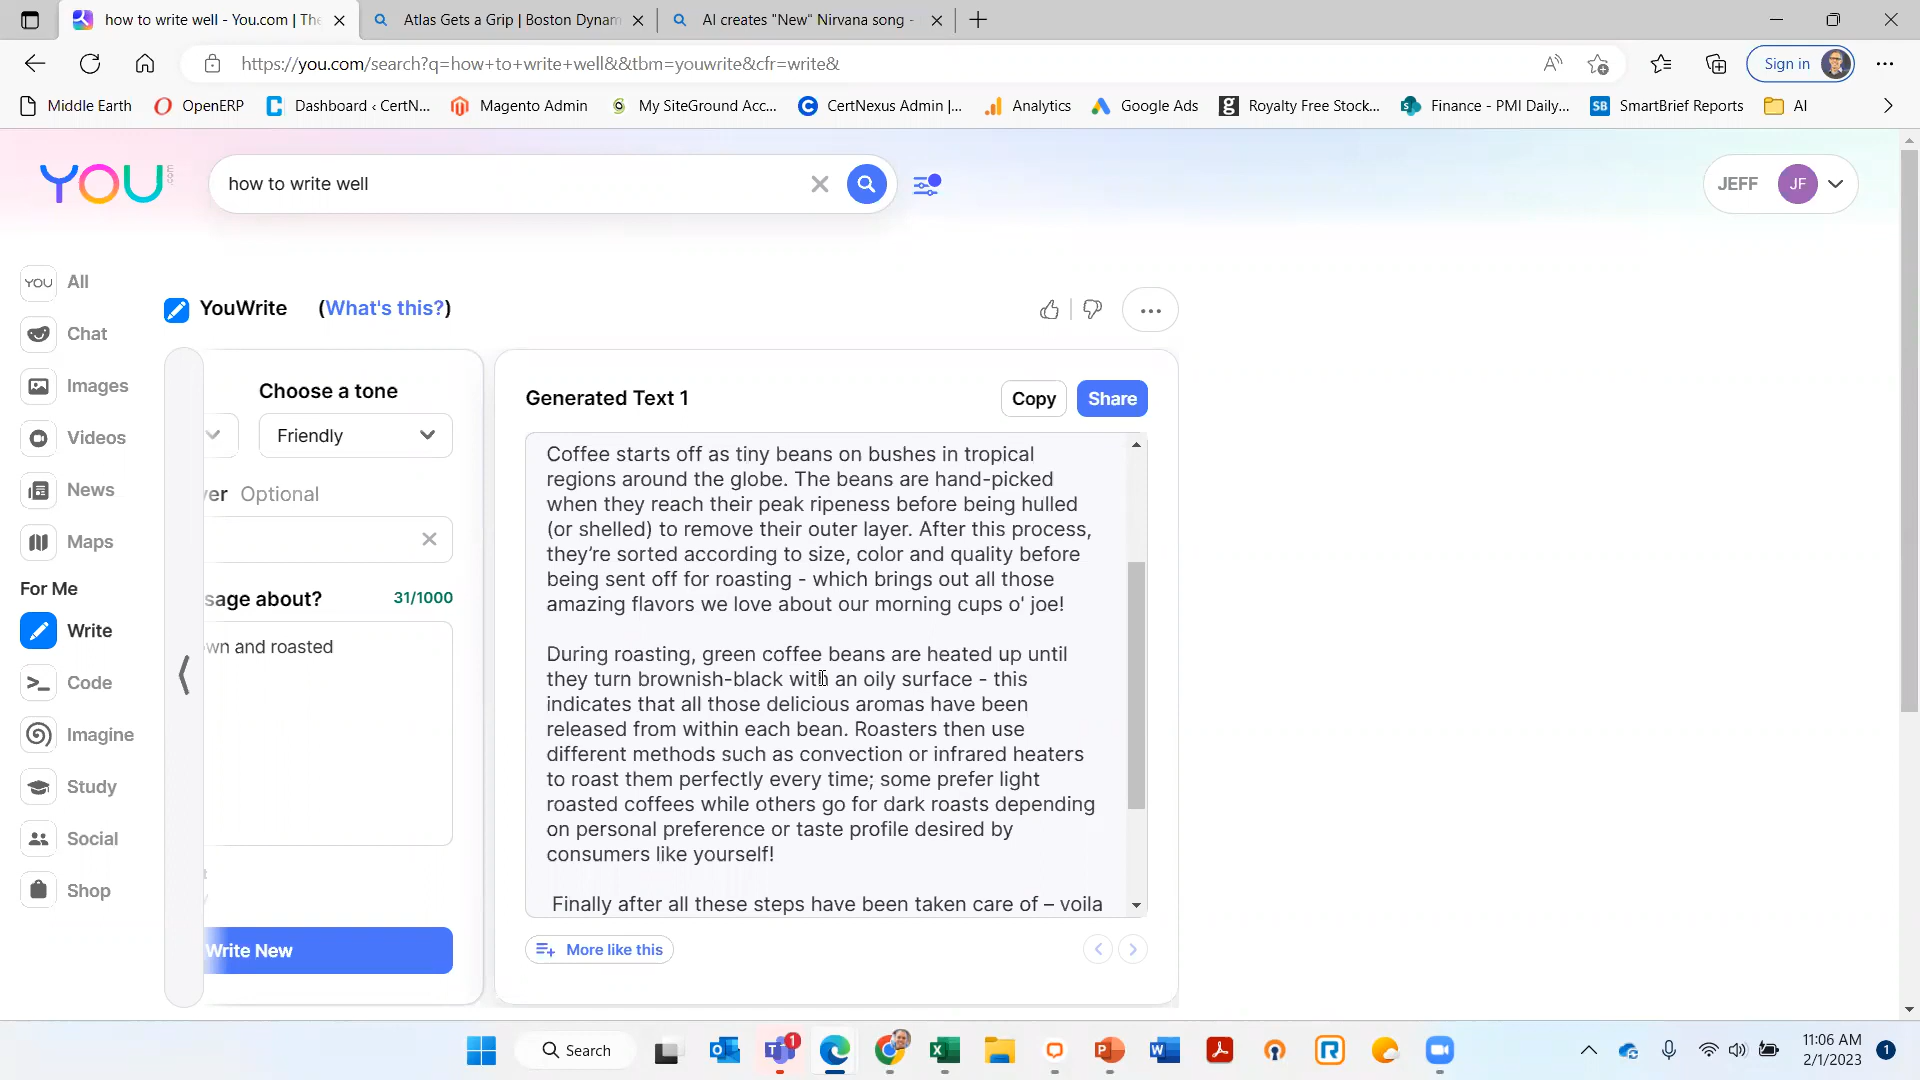 how to write well - You.com | The
Atlas Gets a Grip | Boston Dynam
AI creates "New" Nirvana song -
https://you.com/search?q=how+to+write+well&&tbm=youwrite&cfr=write&
Sign in
Middle Earth
OpenERP
Dashboard ‹ CertN...
Magento Admin
My SiteGround Acc...
CertNexus Admin |...
Analytics
Google Ads
Royalty Free Stock...
Finance - PMI Daily...
SB
SmartBrief Reports
AI
YOU.com
how to write well
JEFF
JF
YOU
All
Chat
Images
Videos
News
Maps
For Me
Write
Code
Imagine
Study
Social
Shop
YouWrite (What's this?)
Choose a tone
Friendly
ver Optional
sage about? 31/1000
wn and roasted
Write New
Generated Text 1
Copy
Share
Coffee starts off as tiny beans on bushes in tropical
regions around the globe. The beans are hand-picked
when they reach their peak ripeness before being hulled
(or shelled) to remove their outer layer. After this process,
they're sorted according to size, color and quality before
being sent off for roasting - which brings out all those
amazing flavors we love about our morning cups o' joe!
During roasting, green coffee beans are heated up until
they turn brownish-black with an oily surface - this
indicates that all those delicious aromas have been
released from within each bean. Roasters then use
different methods such as convection or infrared heaters
to roast them perfectly every time; some prefer light
roasted coffees while others go for dark roasts depending
on personal preference or taste profile desired by
consumers like yourself!
Finally after all these steps have been taken care of – voila
More like this
Search
1
11:06 AM
2/1/2023
1